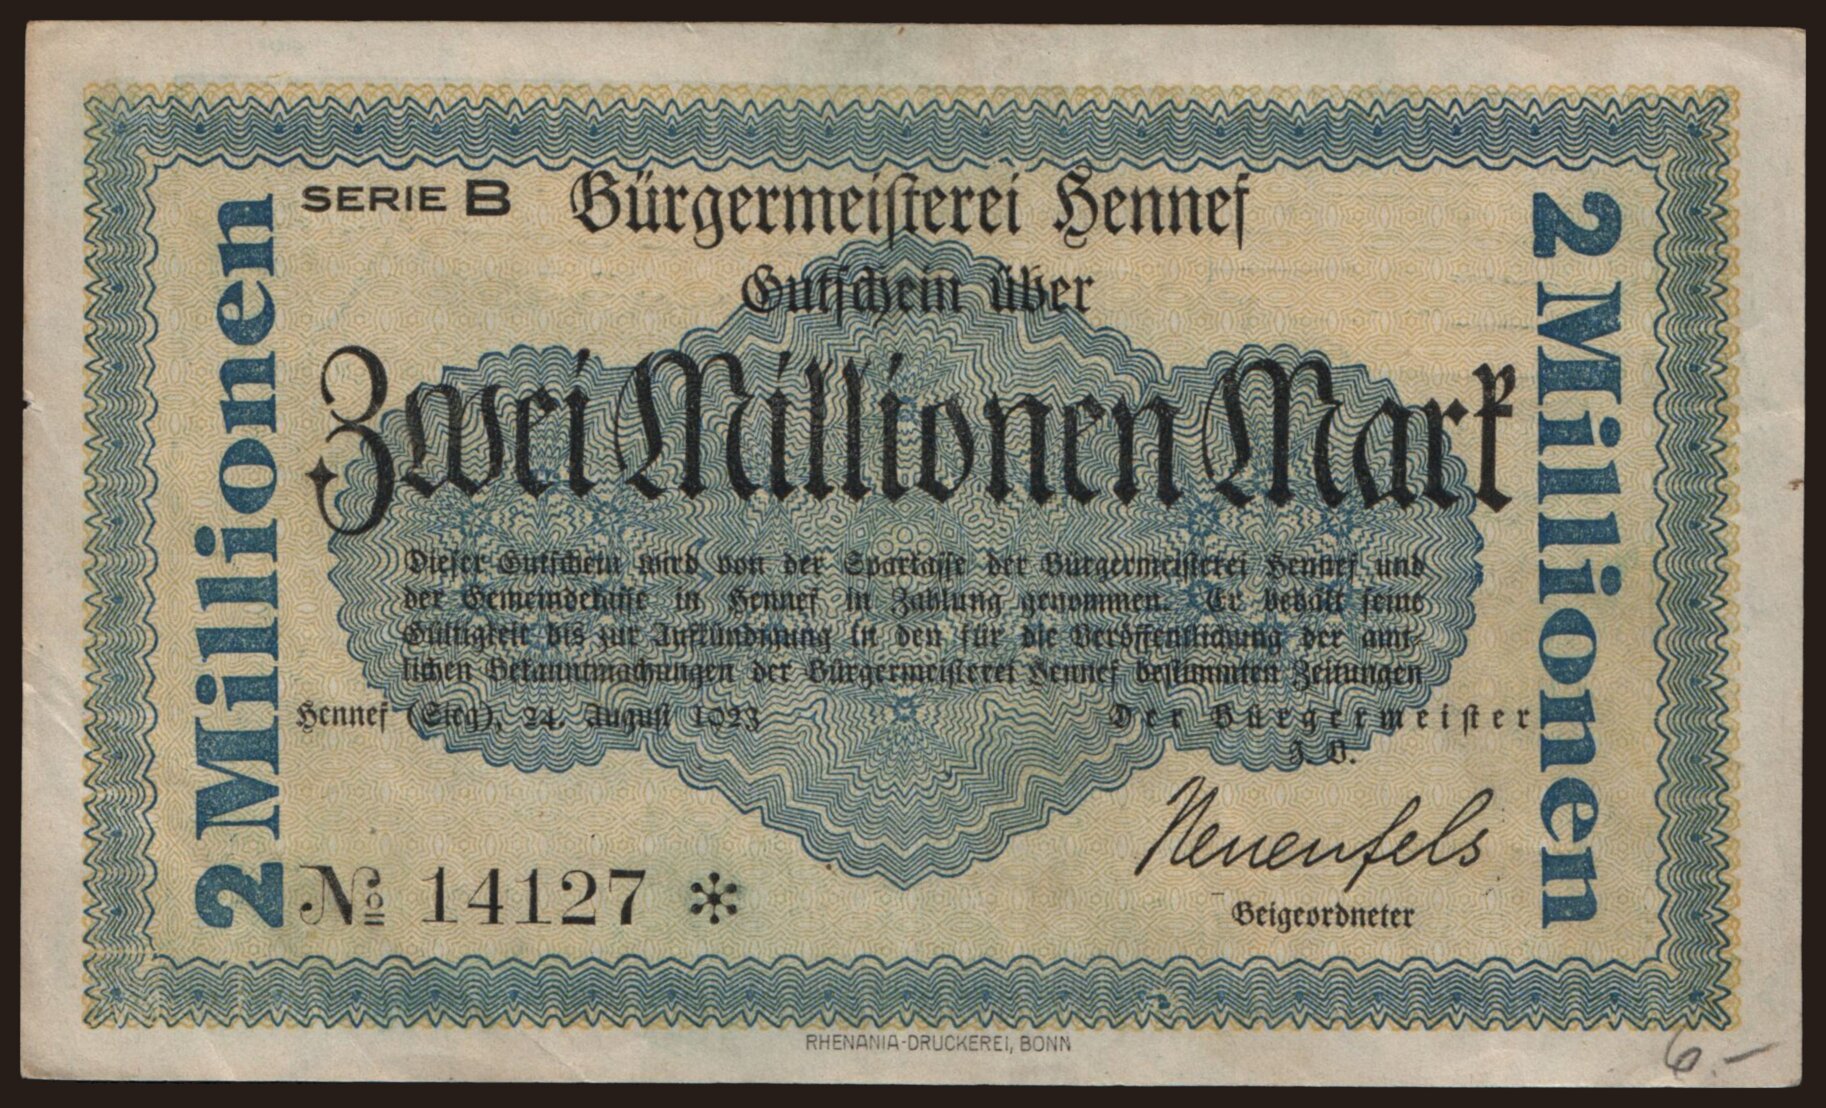 SERIE B Bürgermeisterei Hennef
Gutschein über
Zwei Millionen Mark
2 Millionen
2 Millionen
Dieser Gutschein wird von der Sparkasse der Bürgermeisterei Hennef und
der Gemeindekasse in Hennef in Zahlung genommen. Er behält seine
Gültigkeit bis zur Aufkündigung in den für die Veröffentlichung der amt-
lichen Bekanntmachungen der Bürgermeisterei Hennef bestimmten Zeitungen
Hennef (Sieg), 24. August 1923
Der Bürgermeister
J. V.
Neuenfels
Beigeordneter
№ 14127 *
RHENANIA-DRUCKEREI, BONN
6.-